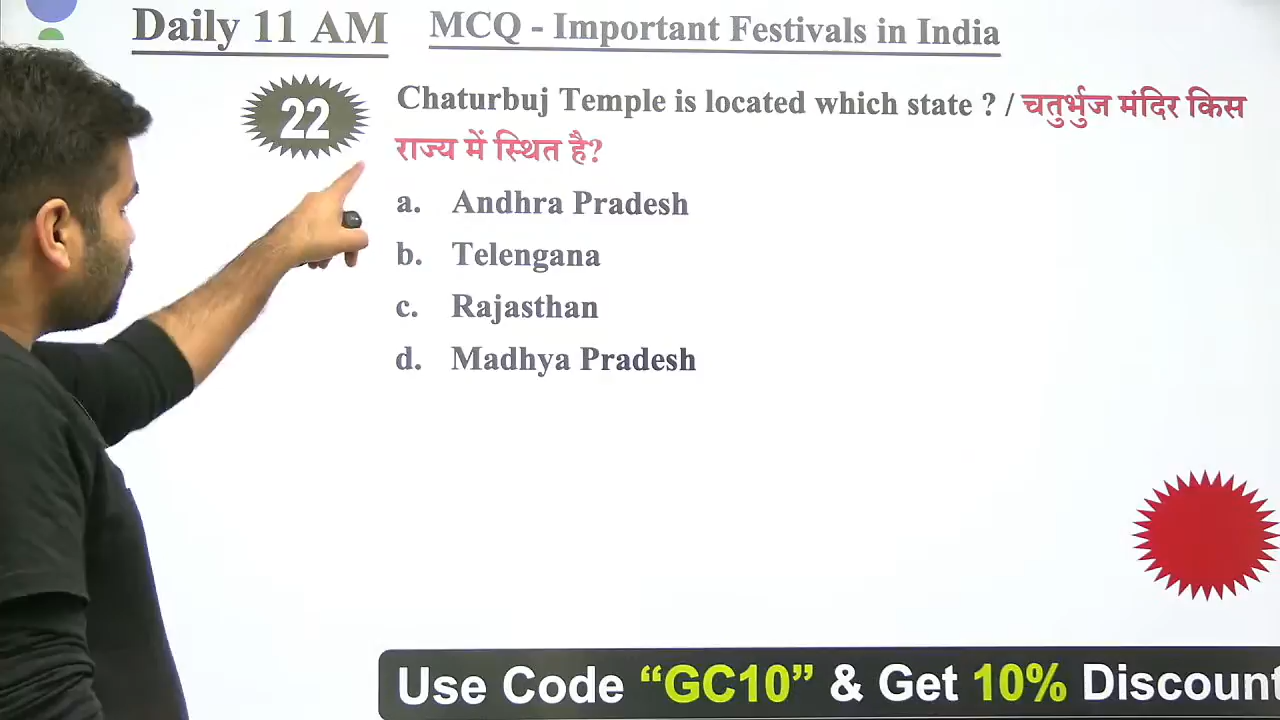 Daily 11 AM MCQ - Important Festivals in India
22 Chaturbuj Temple is located which state ? / चतुर्भुज मंदिर किस
राज्य में स्थित है?
a. Andhra Pradesh
b. Telengana
c. Rajasthan
d. Madhya Pradesh
Use Code “GC10” & Get 10% Discount